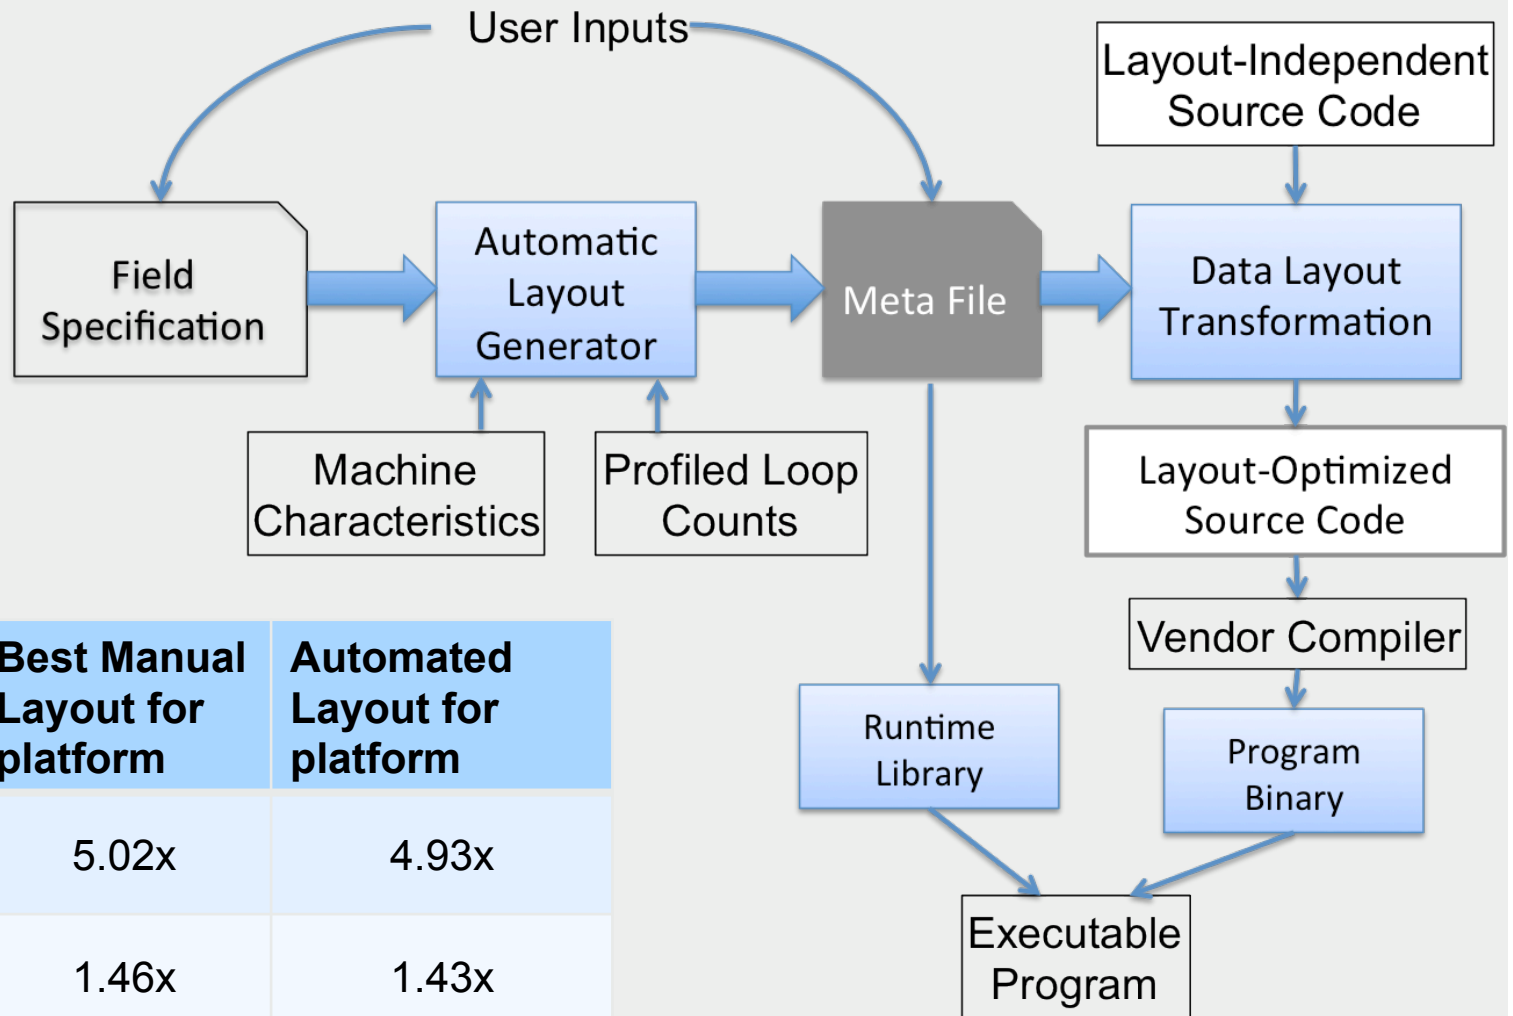 User Inputs
Layout-Independent
Source Code
Field
Specification
Automatic
Layout
Generator
Meta File
Data Layout
Transformation
Machine
Characteristics
Profiled Loop
Counts
Layout-Optimized
Source Code
Vendor Compiler
Runtime
Library
Program
Binary
Executable
Program
Best Manual
Layout for
platform
Automated
Layout for
platform
5.02x
4.93x
1.46x
1.43x